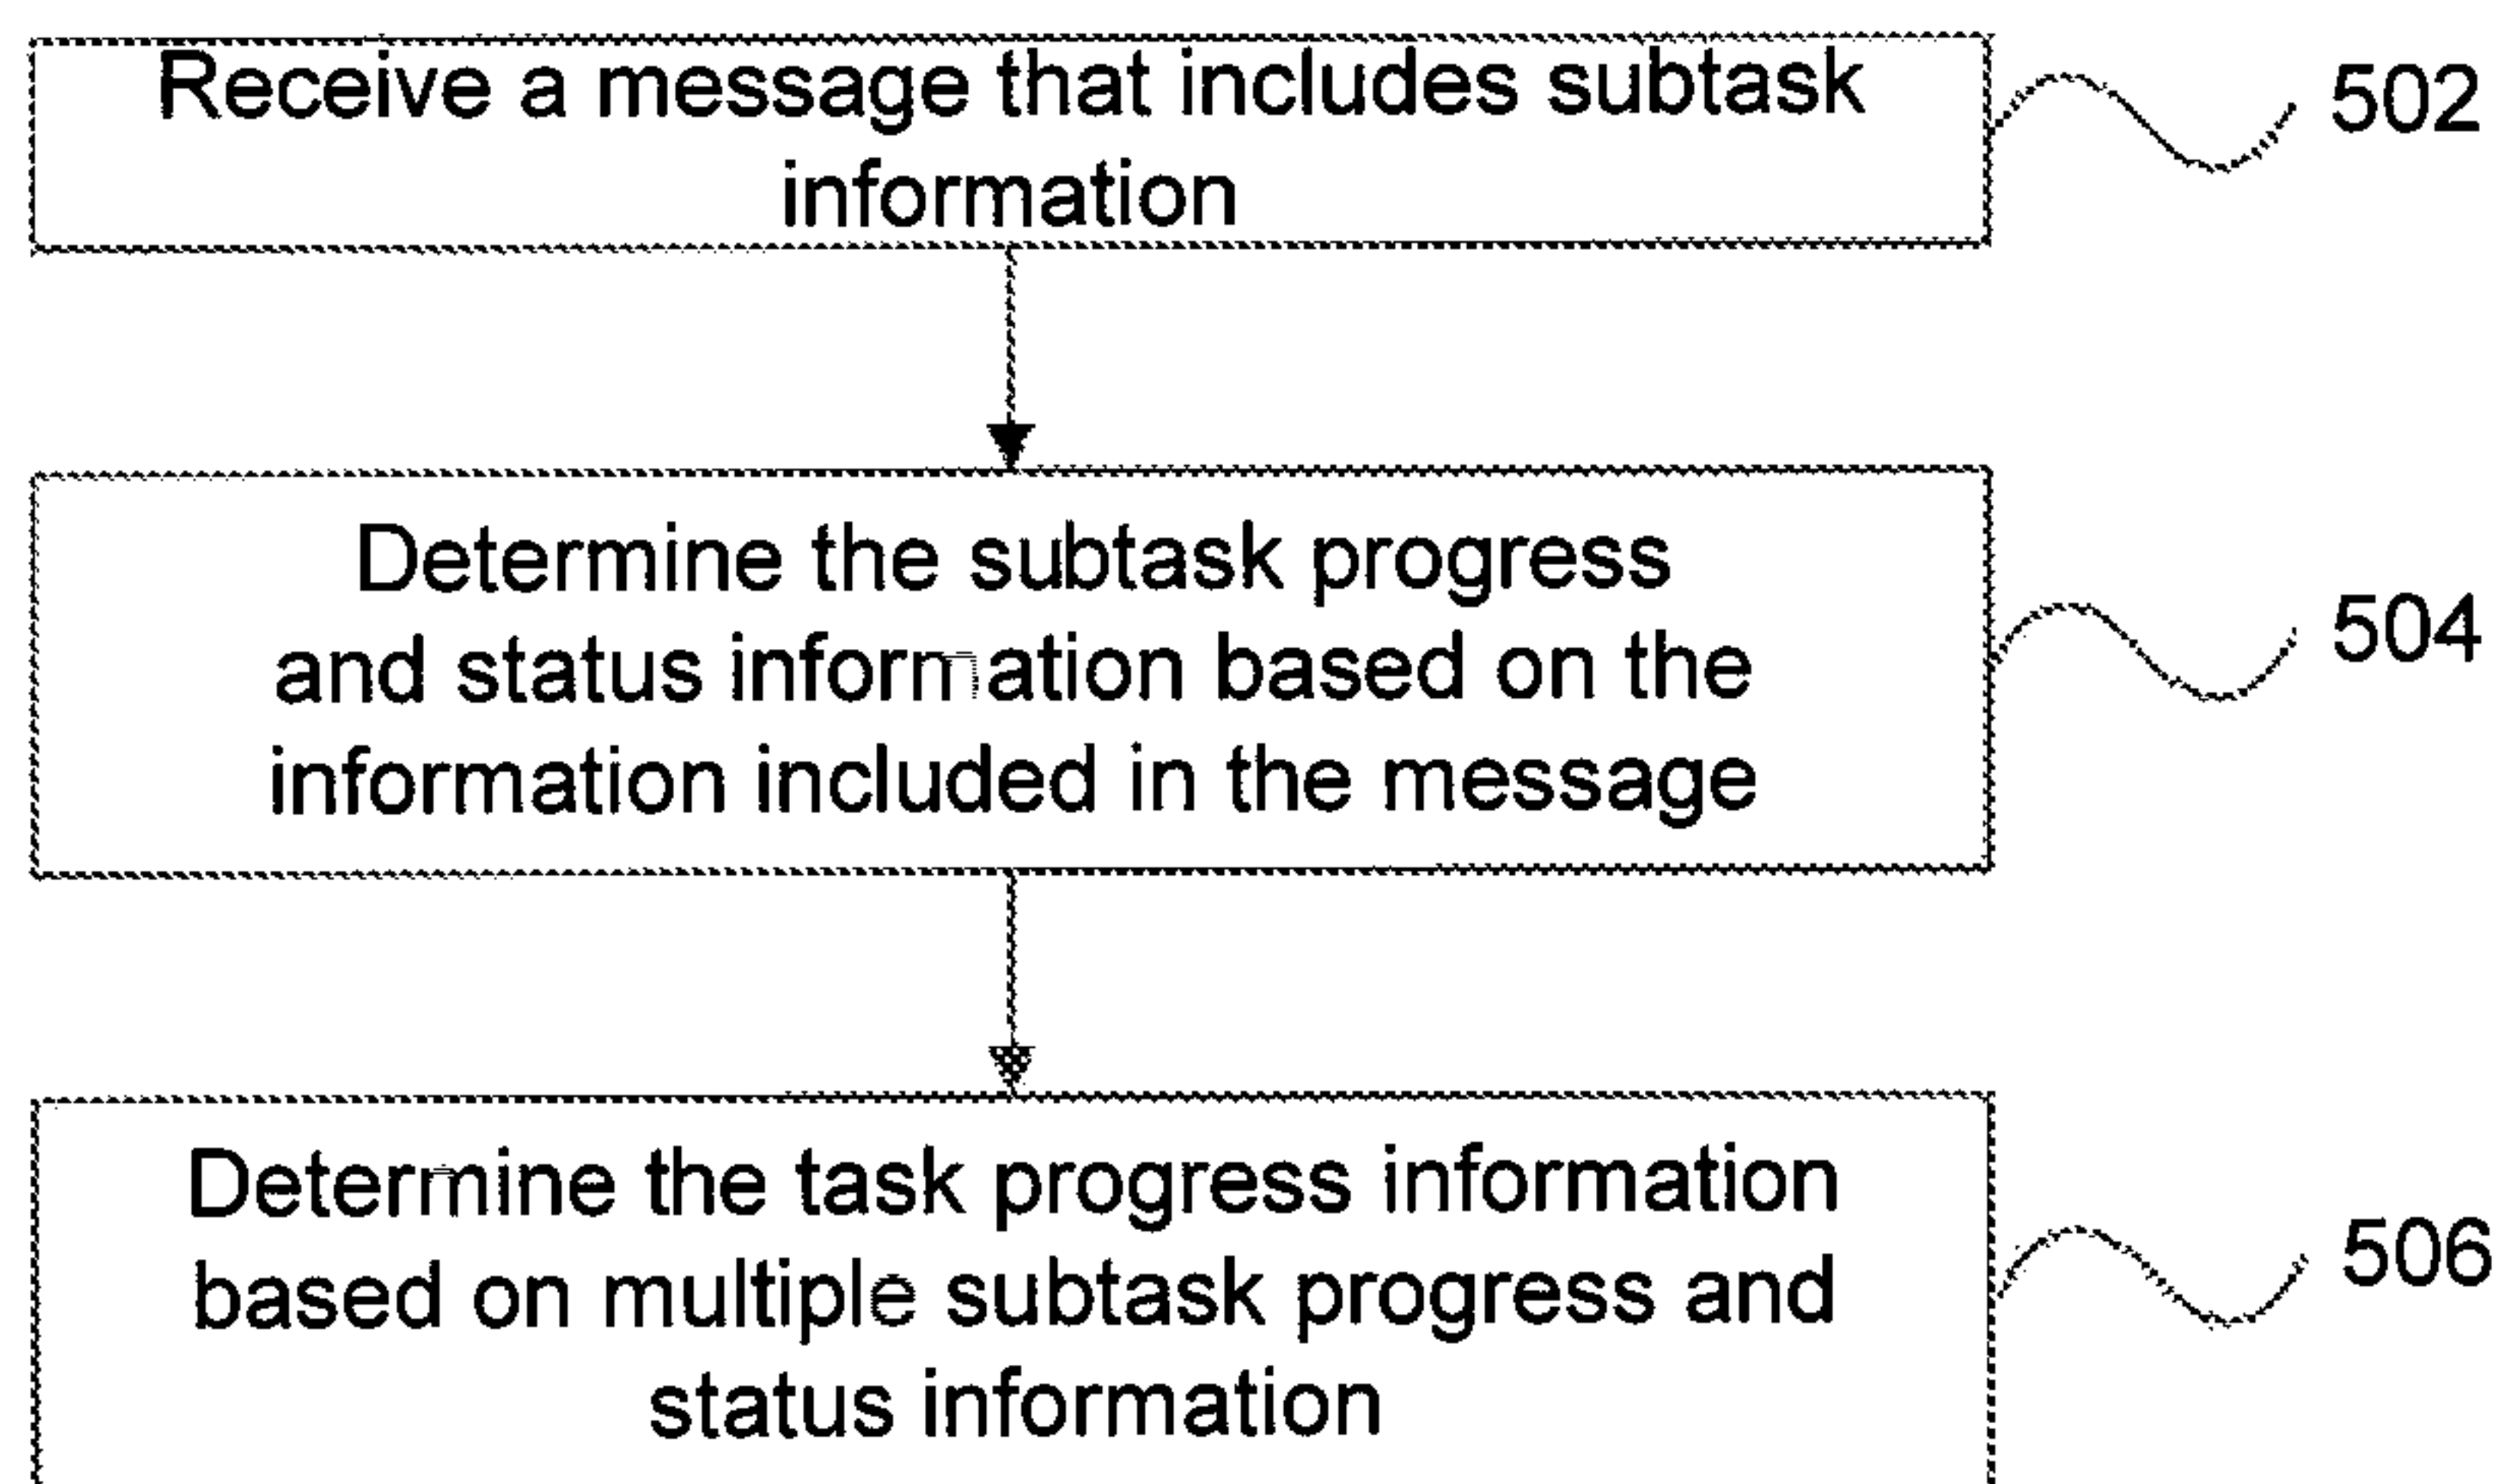 Receive a message that includes subtask
information
502
Determine the subtask progress
and status information based on the
information included in the message
504
Determine the task progress information
based on multiple subtask progress and
status information
506